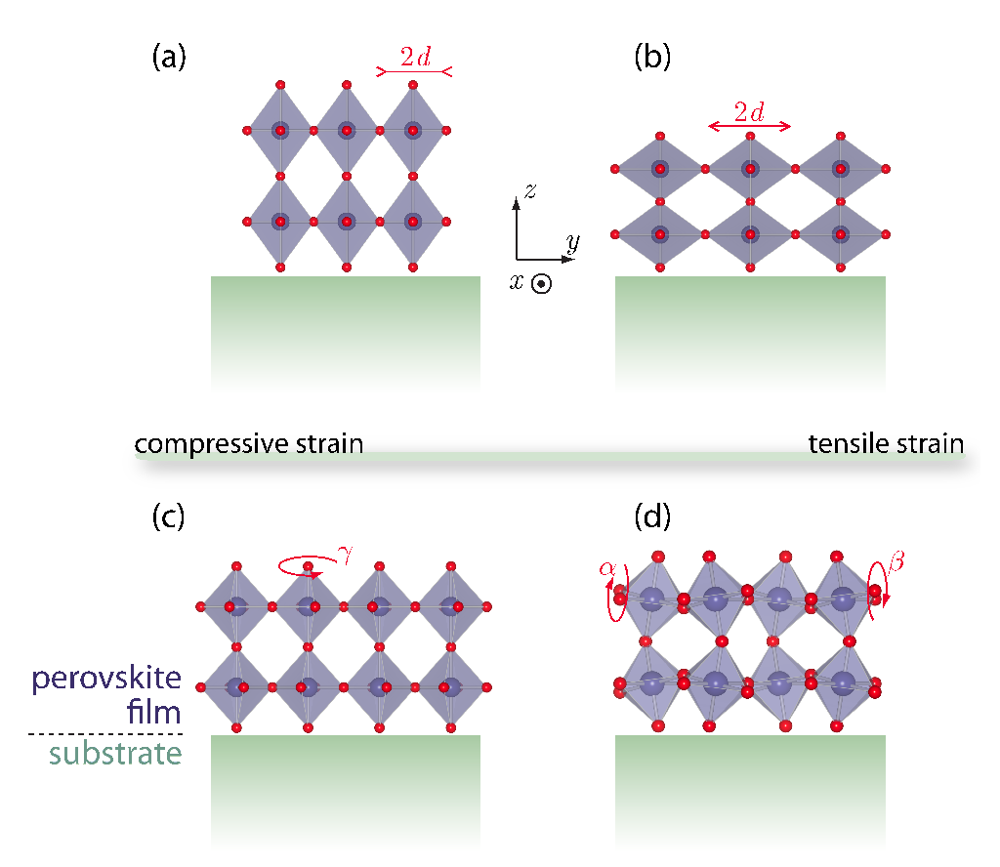 (a)
2d
(b)
2d
z
y
x
compressive strain
tensile strain
(c)
γ
(d)
α
β
perovskite
film
substrate